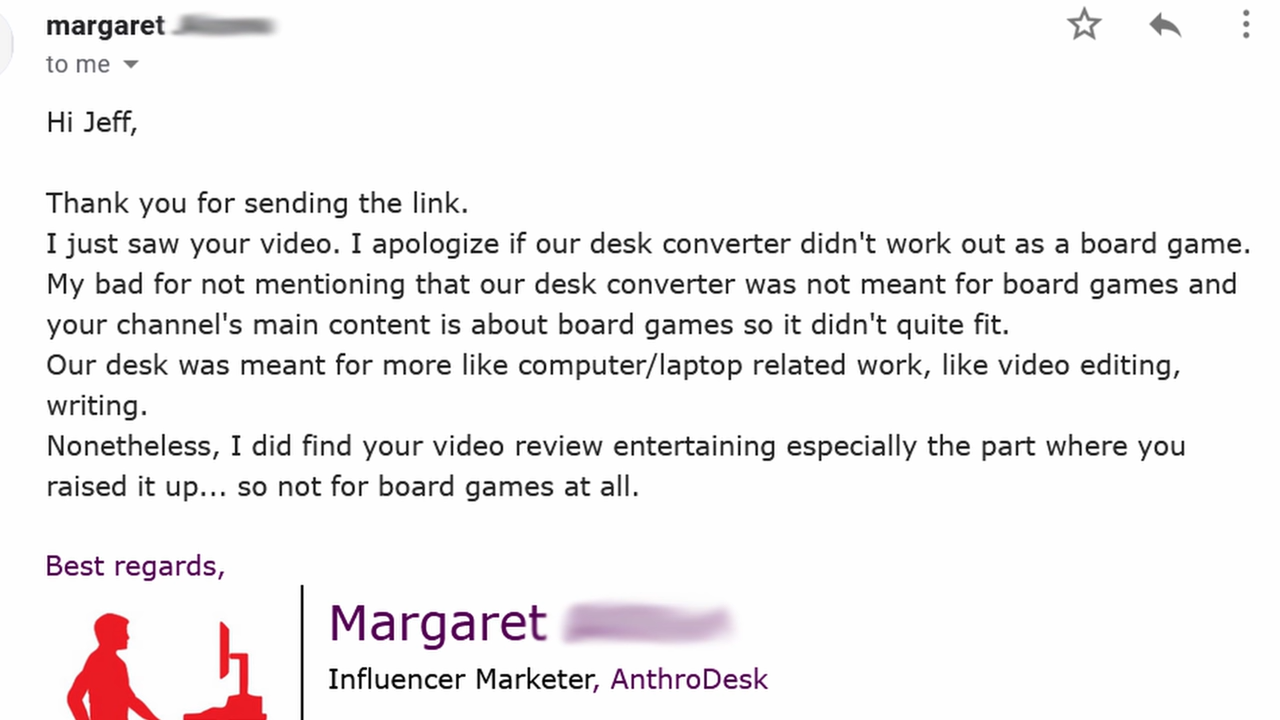 margaret
to me
Hi Jeff,
Thank you for sending the link.
I just saw your video. I apologize if our desk converter didn't work out as a board game.
My bad for not mentioning that our desk converter was not meant for board games and
your channel's main content is about board games so it didn't quite fit.
Our desk was meant for more like computer/laptop related work, like video editing,
writing.
Nonetheless, I did find your video review entertaining especially the part where you
raised it up... so not for board games at all.
Best regards,
Margaret
Influencer Marketer, AnthroDesk